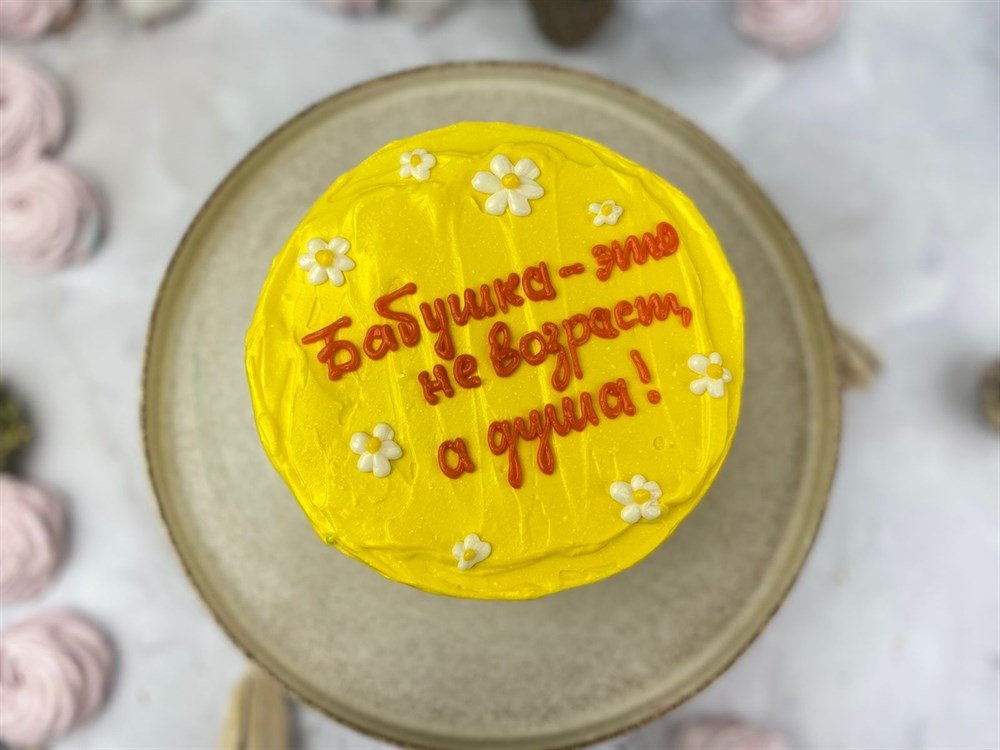 Бабушка - это
не возраст,
а душа!